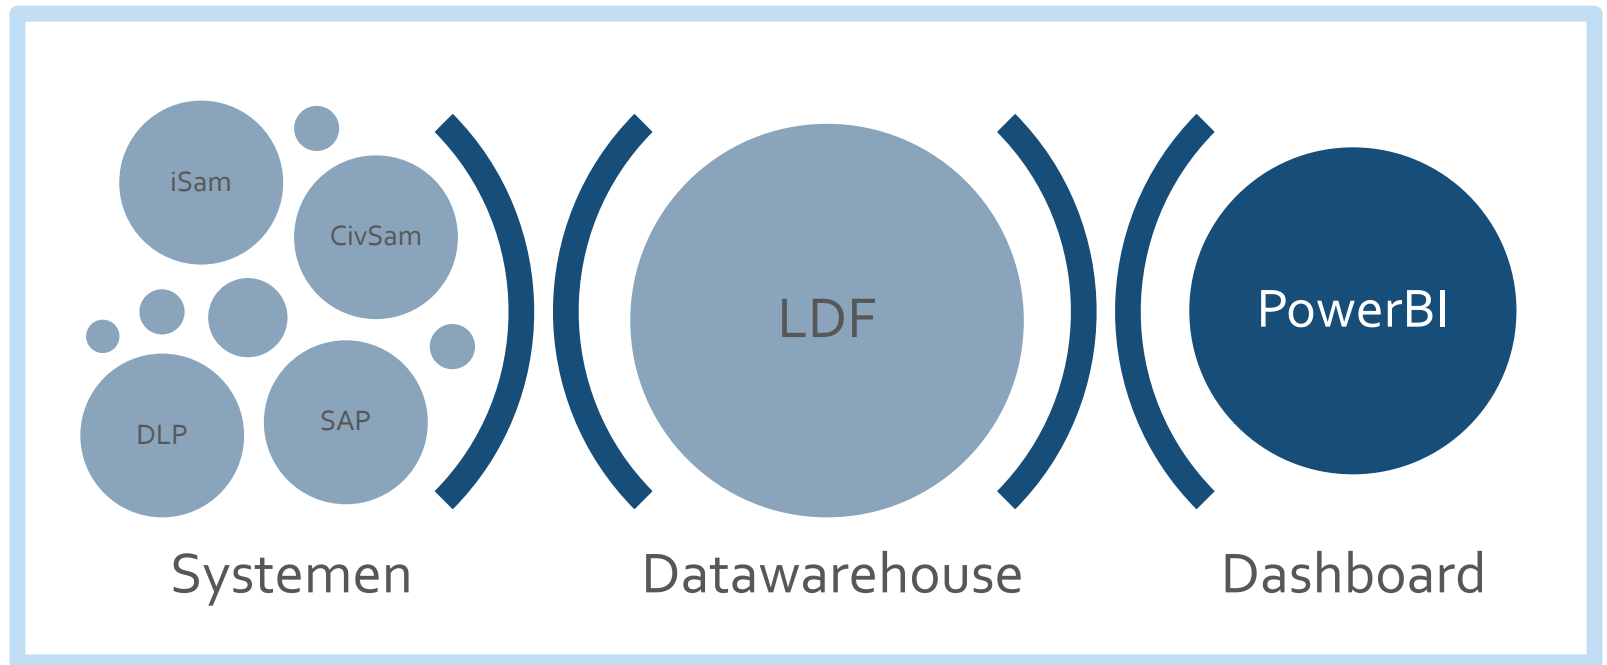 iSam
CivSam
DLP
SAP
LDF
PowerBI
Systemen
Datawarehouse
Dashboard